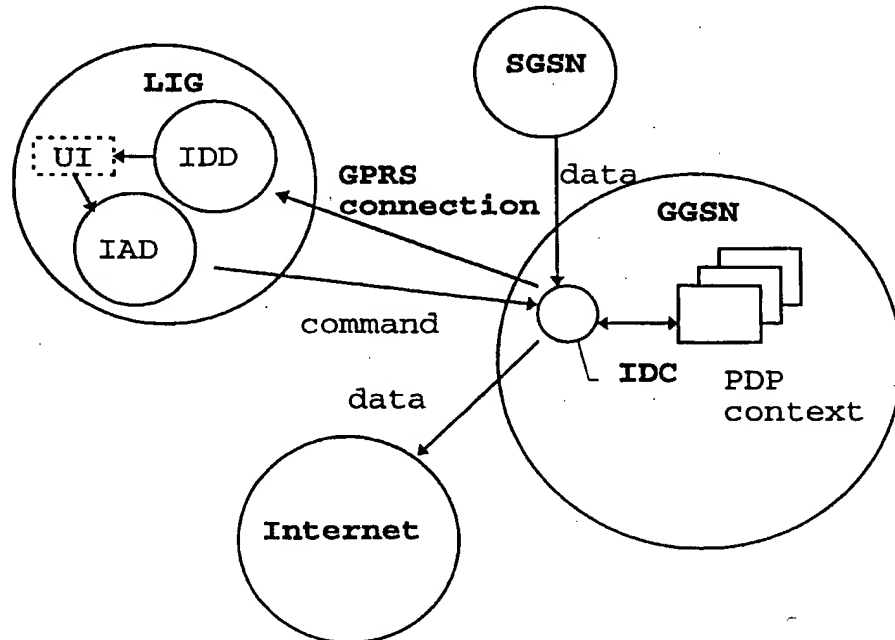 SGSN
LIG
UI
IDD
GPRS
connection
data
GGSN
IAD
command
IDC
PDP
context
data
Internet